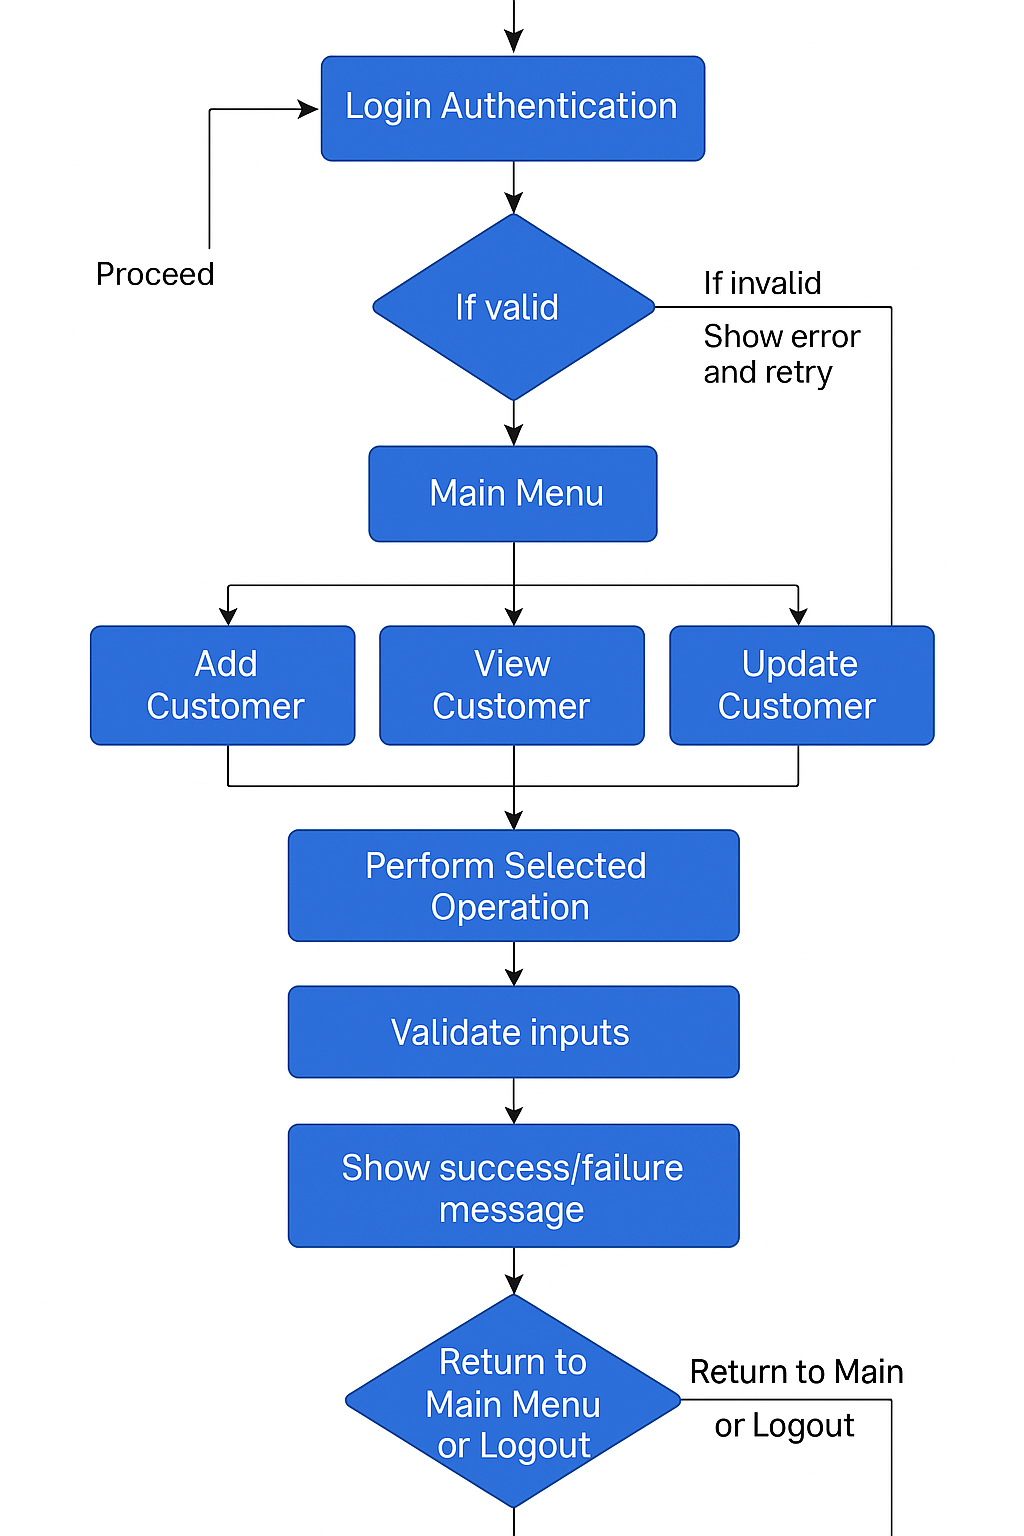 Login Authentication
Proceed
If valid
If invalid
Show error
and retry
Main Menu
Add
Customer
View
Customer
Update
Customer
Perform Selected
Operation
Validate inputs
Show success/failure
message
Return to
Main Menu
or Logout
Return to Main
or Logout